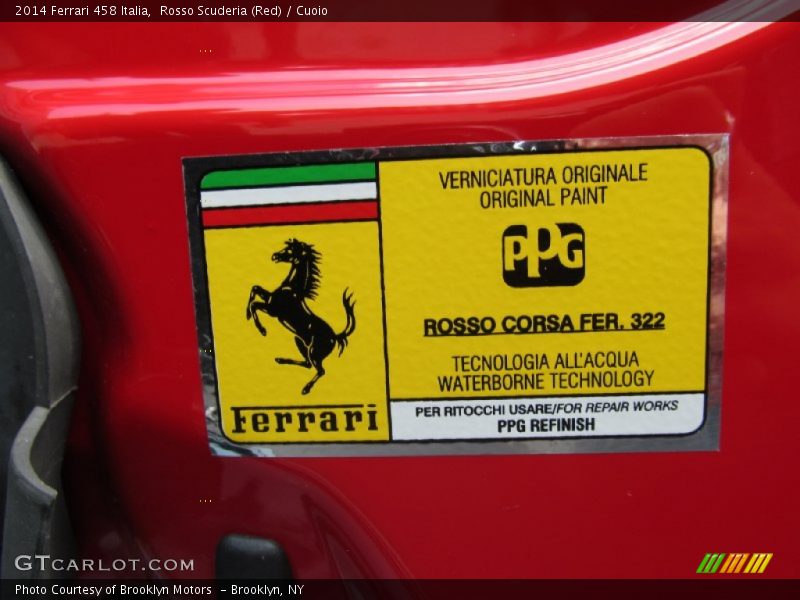 2014 Ferrari 458 Italia,  Rosso Scuderia (Red) / Cuoio
VERNICIATURA ORIGINALE
ORIGINAL PAINT
PPG
ROSSO CORSA FER. 322
TECNOLOGIA ALL'ACQUA
WATERBORNE TECHNOLOGY
Ferrari
PER RITOCCHI USARE/FOR REPAIR WORKS
PPG REFINISH
GTCARLOT.COM
Photo Courtesy of Brooklyn Motors  - Brooklyn, NY